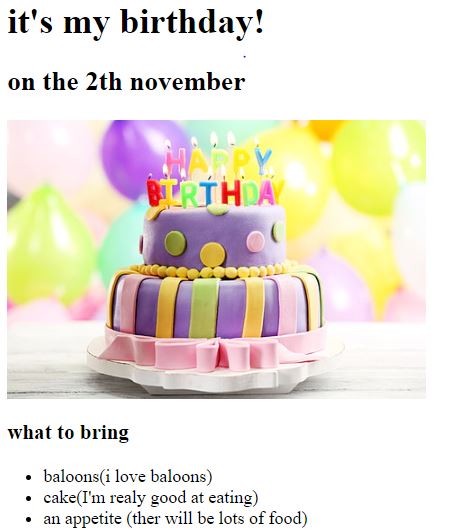 it's my birthday!
on the 2th november
HAPPY
BIRTHDAY
what to bring
baloons(i love baloons)
cake(I'm realy good at eating)
an appetite (ther will be lots of food)